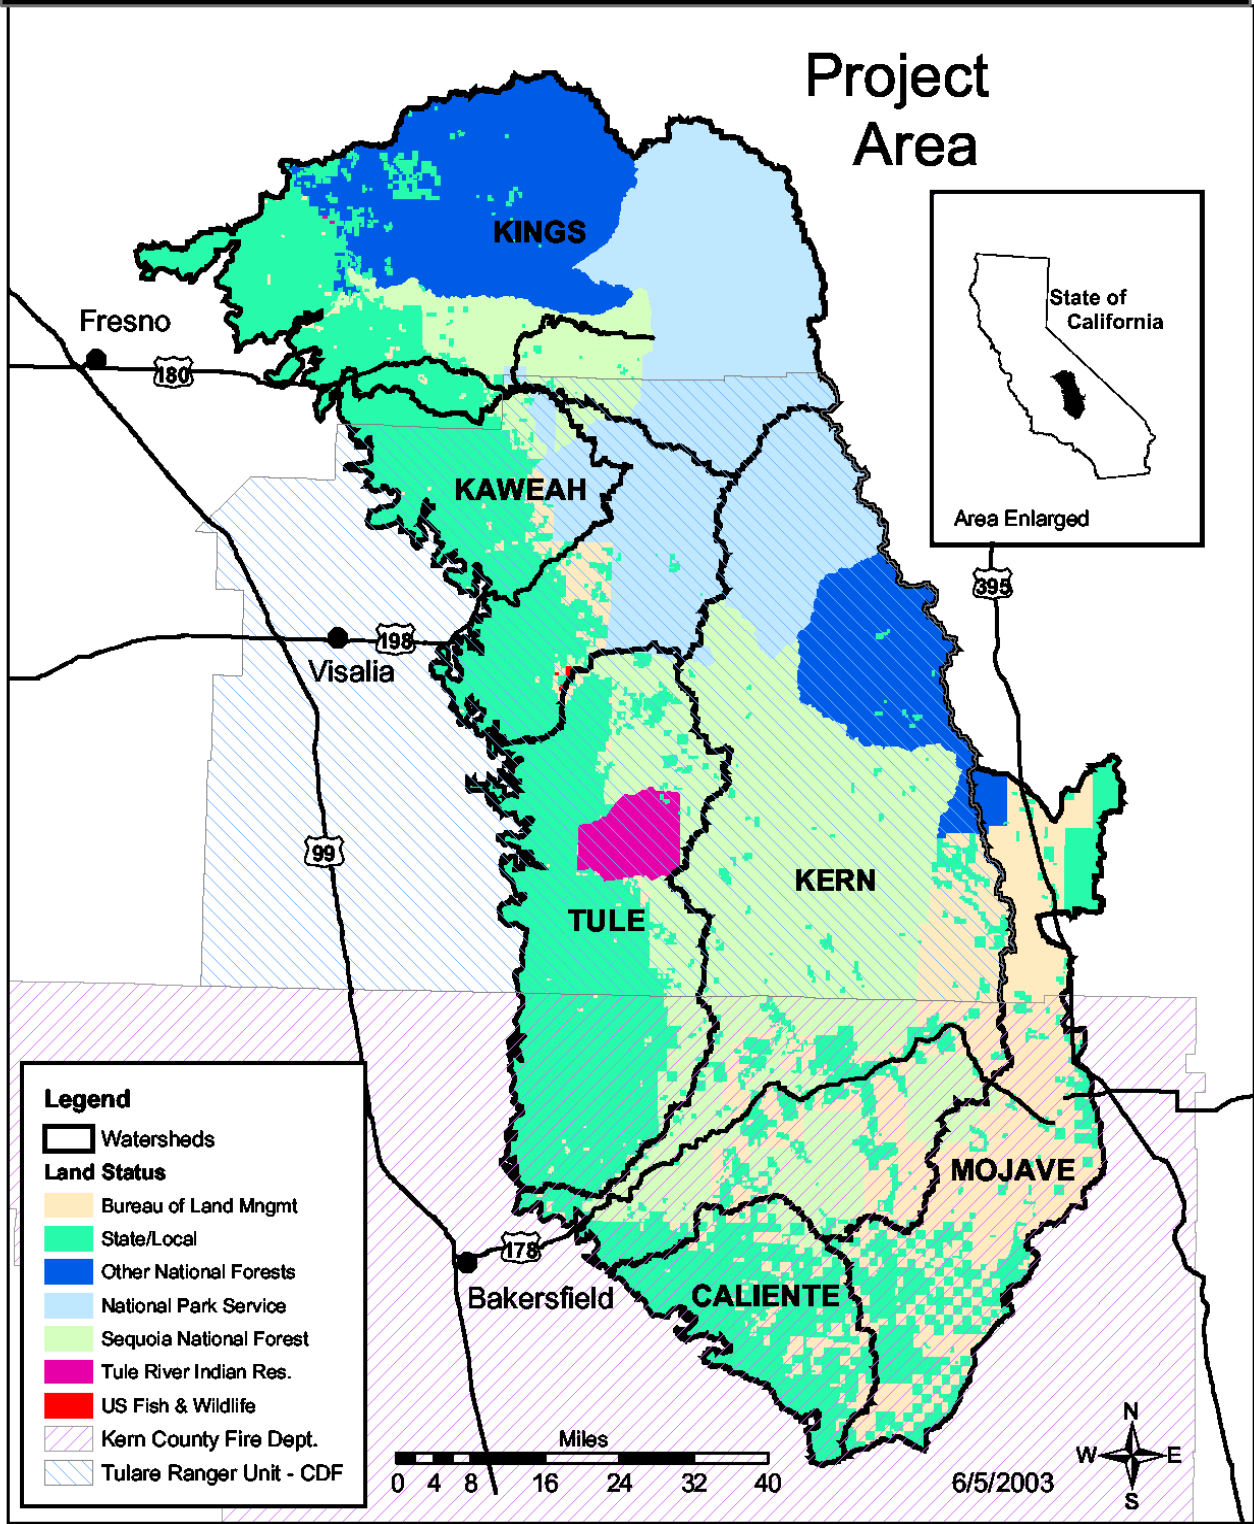 Project
Area
KINGS
State of
California
Fresno
180
KAWEAH
Area Enlarged
395
198
Visalia
99
KERN
TULE
Legend
Watersheds
Land Status
Bureau of Land Mngmt
State/Local
Other National Forests
National Park Service
Sequoia National Forest
Tule River Indian Res.
US Fish & Wildlife
Kern County Fire Dept.
Tulare Ranger Unit - CDF
MOJAVE
178
Bakersfield
CALIENTE
Miles
0 4 8 16 24 32 40
6/5/2003
N
W E
S